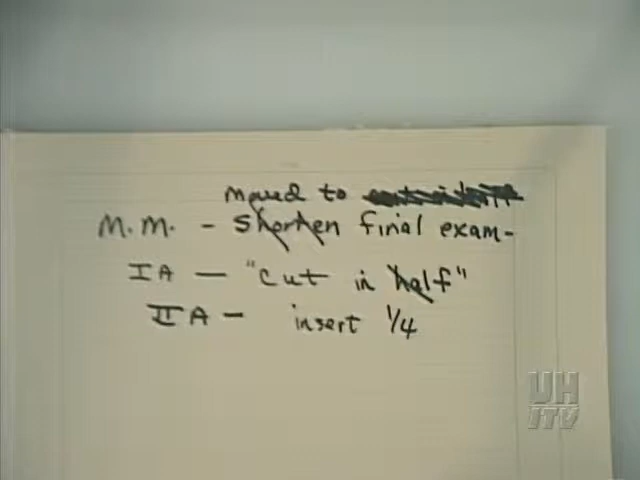 moved to
M.M. - Shorten final exam-
IA - "cut in half"
IIA - insert 1/4
UH
ITV